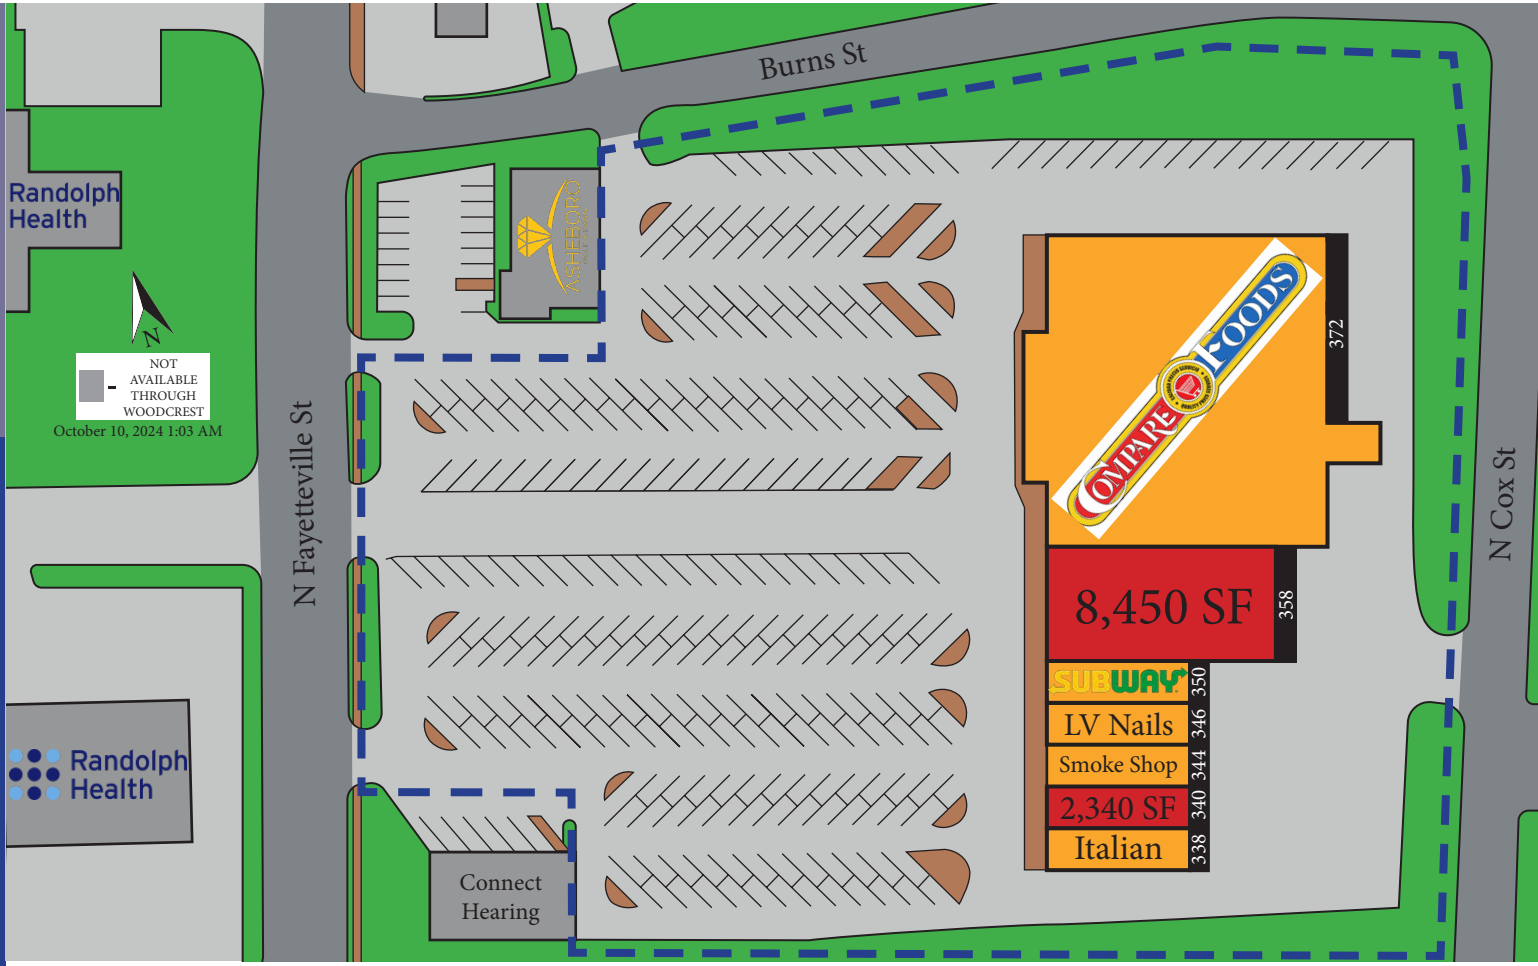 Burns St
Randolph
Health
ASHEBORO
N
NOT
AVAILABLE
THROUGH
WOODCREST
October 10, 2024 1:03 AM
N Fayetteville St
COMPARE FOODS
372
N Cox St
8,450 SF
358
SUBWAY
350
LV Nails
346
Smoke Shop
344
2,340 SF
340
Italian
338
Randolph
Health
Connect
Hearing